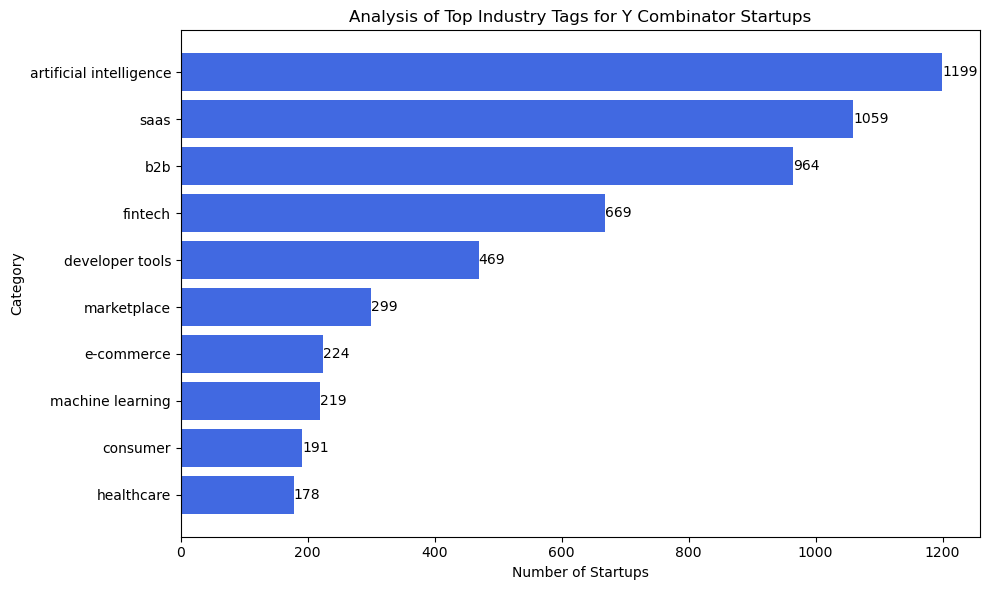 Analysis of Top Industry Tags for Y Combinator Startups
Category
artificial intelligence 1199
saas 1059
b2b 964
fintech 669
developer tools 469
marketplace 299
e-commerce 224
machine learning 219
consumer 191
healthcare 178
0 200 400 600 800 1000 1200
Number of Startups